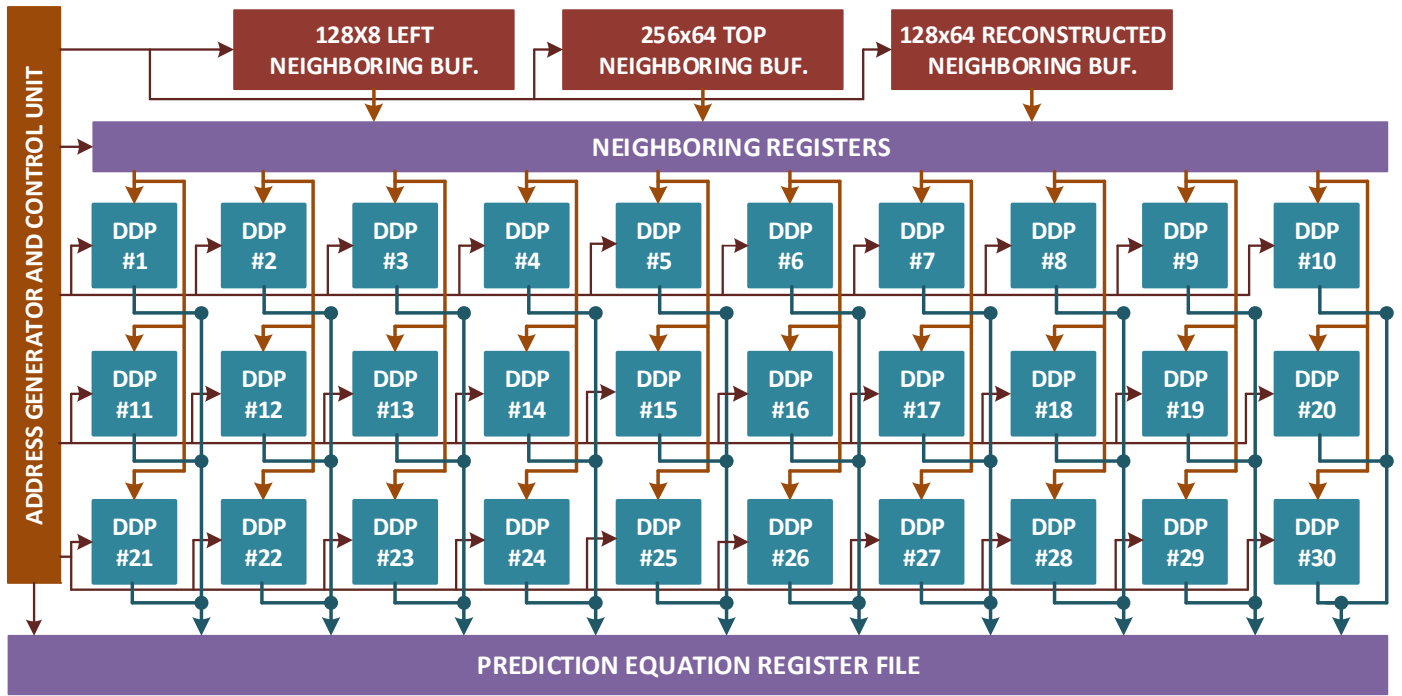 128X8 LEFT
NEIGHBORING BUF.
256x64 TOP
NEIGHBORING BUF.
128x64 RECONSTRUCTED
NEIGHBORING BUF.
ADDRESS GENERATOR AND CONTROL UNIT
NEIGHBORING REGISTERS
DDP
#1
DDP
#2
DDP
#3
DDP
#4
DDP
#5
DDP
#6
DDP
#7
DDP
#8
DDP
#9
DDP
#10
DDP
#11
DDP
#12
DDP
#13
DDP
#14
DDP
#15
DDP
#16
DDP
#17
DDP
#18
DDP
#19
DDP
#20
DDP
#21
DDP
#22
DDP
#23
DDP
#24
DDP
#25
DDP
#26
DDP
#27
DDP
#28
DDP
#29
DDP
#30
PREDICTION EQUATION REGISTER FILE